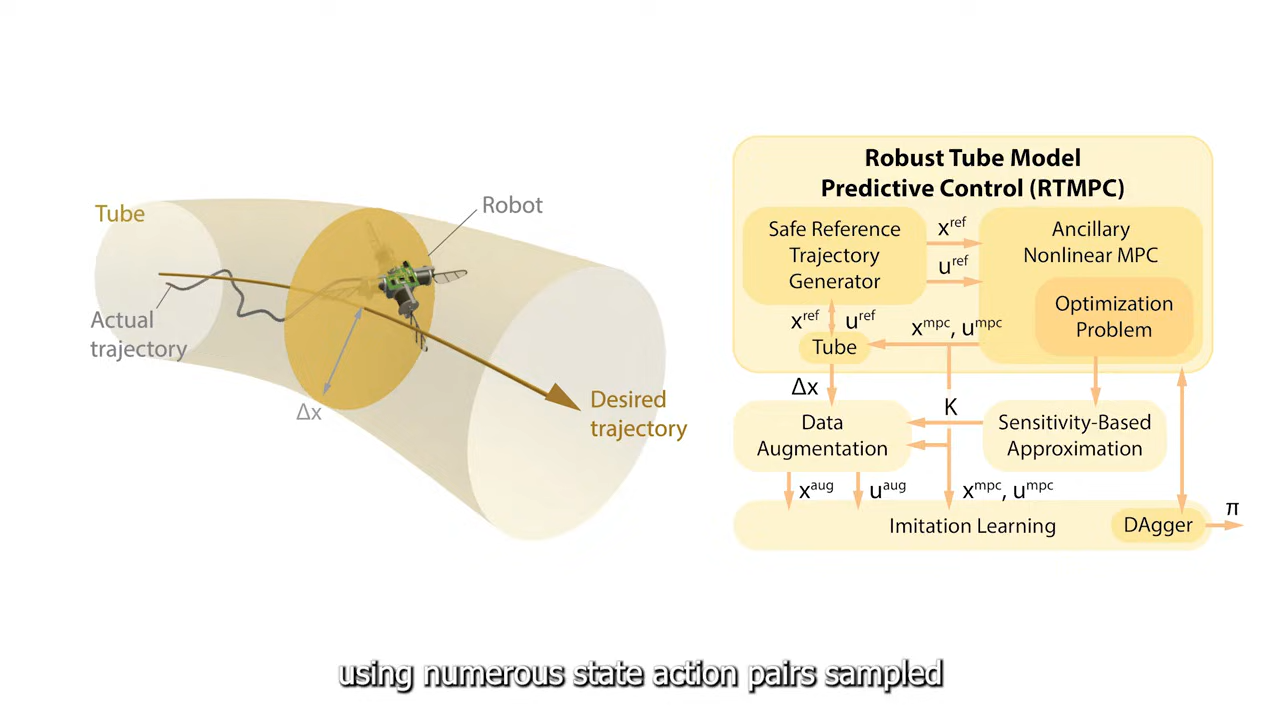 Tube
Robot
Actual
trajectory
Δx
Desired
trajectory
Robust Tube Model
Predictive Control (RTMPC)
Safe Reference
Trajectory
Generator
x^ref
u^ref
Ancillary
Nonlinear MPC
Optimization
Problem
x^ref
u^ref
x^mpc, u^mpc
Tube
Δx
K
Data
Augmentation
Sensitivity-Based
Approximation
x^aug
u^aug
x^mpc, u^mpc
Imitation Learning
DAgger
π
using numerous state action pairs sampled